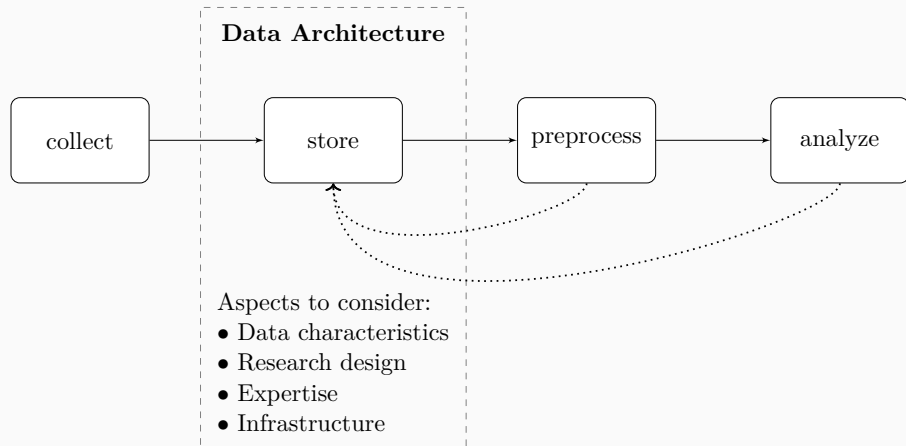 Data Architecture
collect
store
preprocess
analyze
Aspects to consider:
• Data characteristics
• Research design
• Expertise
• Infrastructure